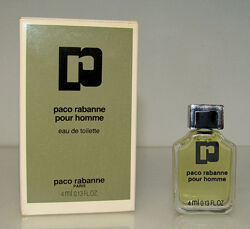 paco rabanne
pour homme
eau de toilette
paco rabanne
PARIS
4 ml 0.13 FL.OZ
paco rabanne
pour homme
4 ml 0.13 FL.OZ